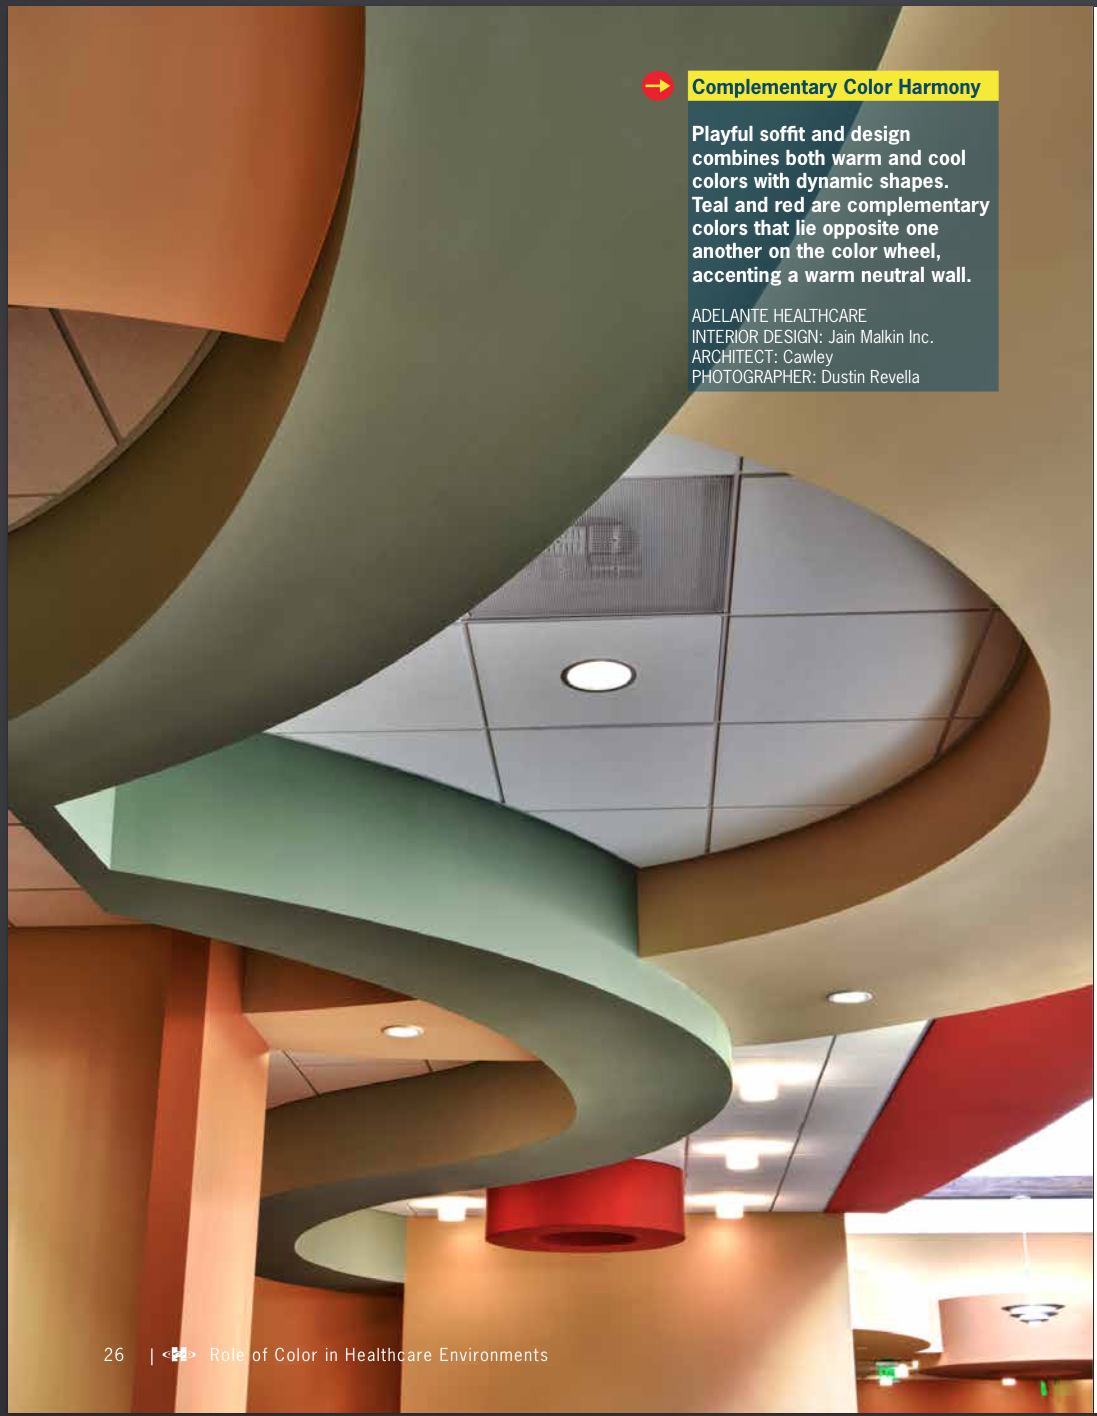 Complementary Color Harmony
Playful soffit and design
combines both warm and cool
colors with dynamic shapes.
Teal and red are complementary
colors that lie opposite one
another on the color wheel,
accenting a warm neutral wall.
ADELANTE HEALTHCARE
INTERIOR DESIGN: Jain Malkin Inc.
ARCHITECT: Cawley
PHOTOGRAPHER: Dustin Revella
26 | Role of Color in Healthcare Environments